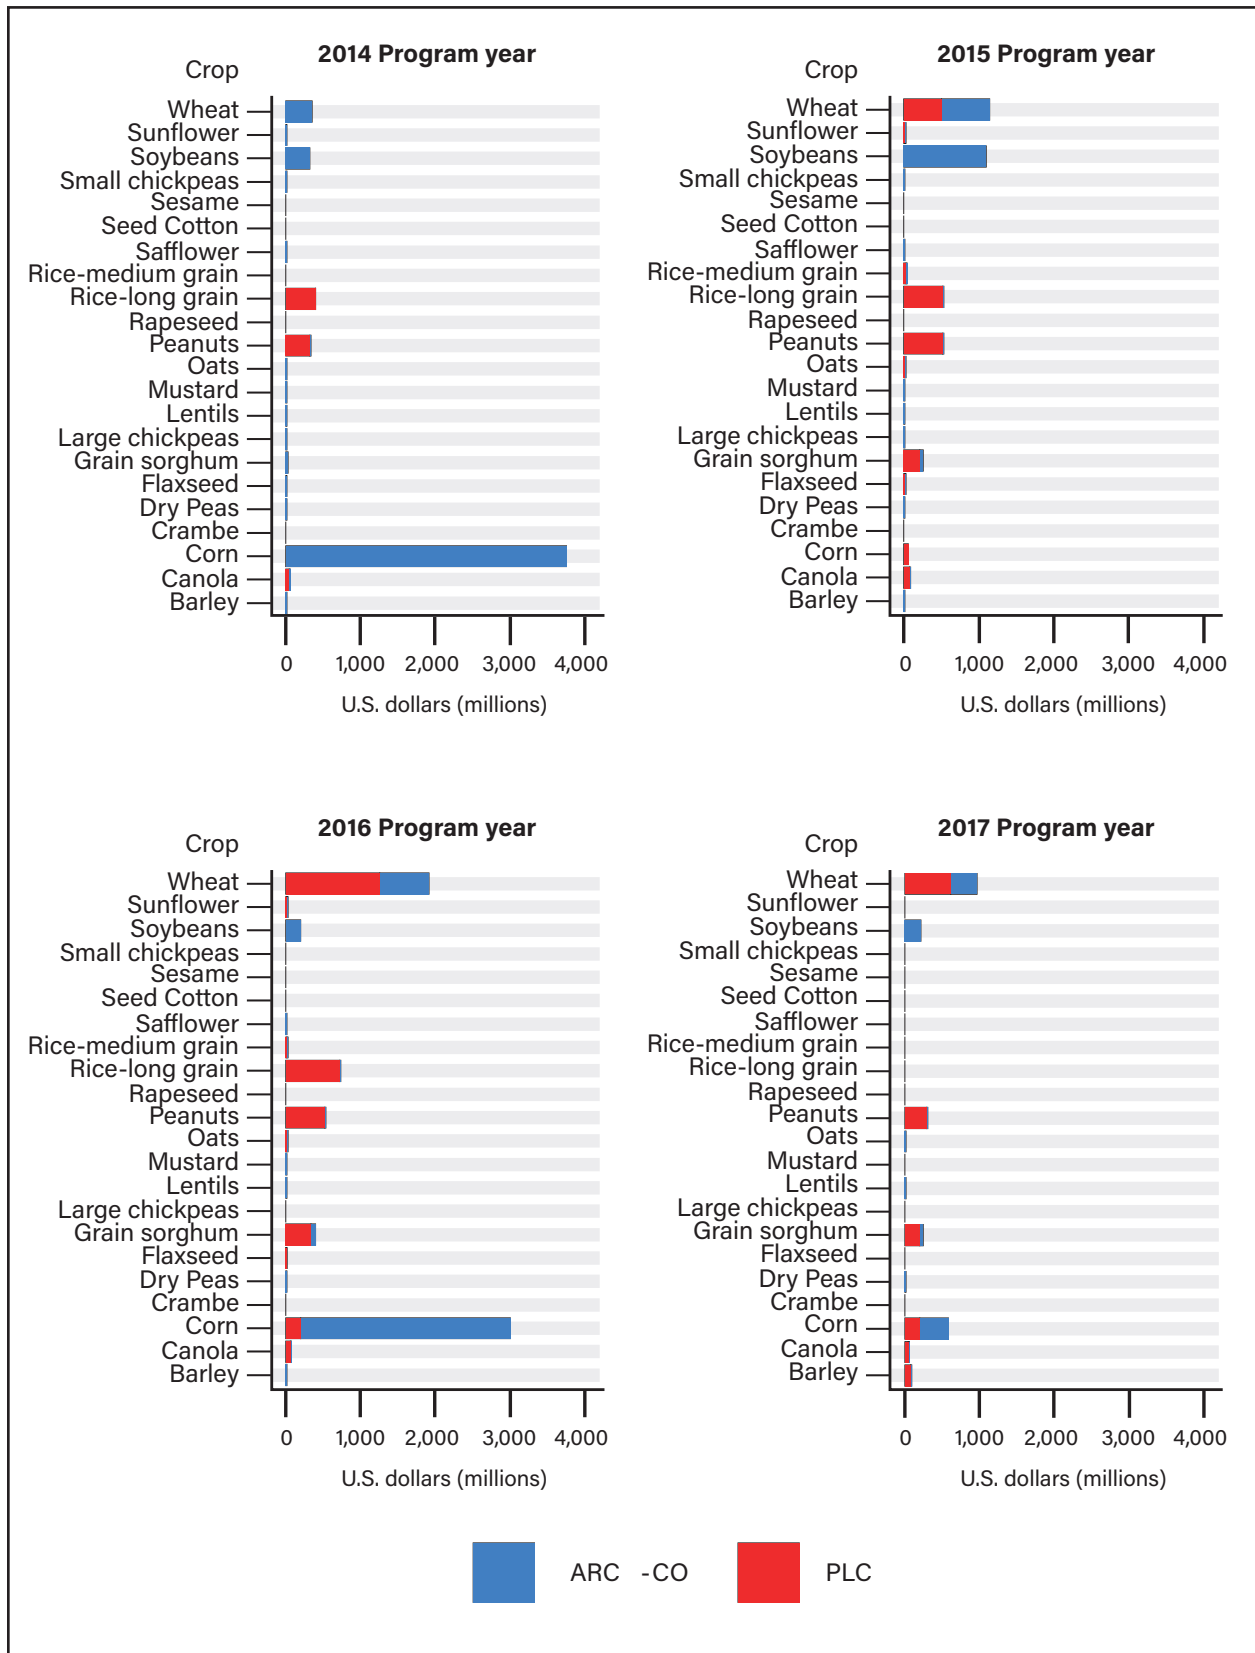 2014 Program year
Crop
Wheat
Sunflower
Soybeans
Small chickpeas
Sesame
Seed Cotton
Safflower
Rice-medium grain
Rice-long grain
Rapeseed
Peanuts
Oats
Mustard
Lentils
Large chickpeas
Grain sorghum
Flaxseed
Dry Peas
Crambe
Corn
Canola
Barley
0 1,000 2,000 3,000 4,000
U.S. dollars (millions)
2015 Program year
Crop
Wheat
Sunflower
Soybeans
Small chickpeas
Sesame
Seed Cotton
Safflower
Rice-medium grain
Rice-long grain
Rapeseed
Peanuts
Oats
Mustard
Lentils
Large chickpeas
Grain sorghum
Flaxseed
Dry Peas
Crambe
Corn
Canola
Barley
0 1,000 2,000 3,000 4,000
U.S. dollars (millions)
2016 Program year
Crop
Wheat
Sunflower
Soybeans
Small chickpeas
Sesame
Seed Cotton
Safflower
Rice-medium grain
Rice-long grain
Rapeseed
Peanuts
Oats
Mustard
Lentils
Large chickpeas
Grain sorghum
Flaxseed
Dry Peas
Crambe
Corn
Canola
Barley
0 1,000 2,000 3,000 4,000
U.S. dollars (millions)
2017 Program year
Crop
Wheat
Sunflower
Soybeans
Small chickpeas
Sesame
Seed Cotton
Safflower
Rice-medium grain
Rice-long grain
Rapeseed
Peanuts
Oats
Mustard
Lentils
Large chickpeas
Grain sorghum
Flaxseed
Dry Peas
Crambe
Corn
Canola
Barley
0 1,000 2,000 3,000 4,000
U.S. dollars (millions)
ARC -CO PLC